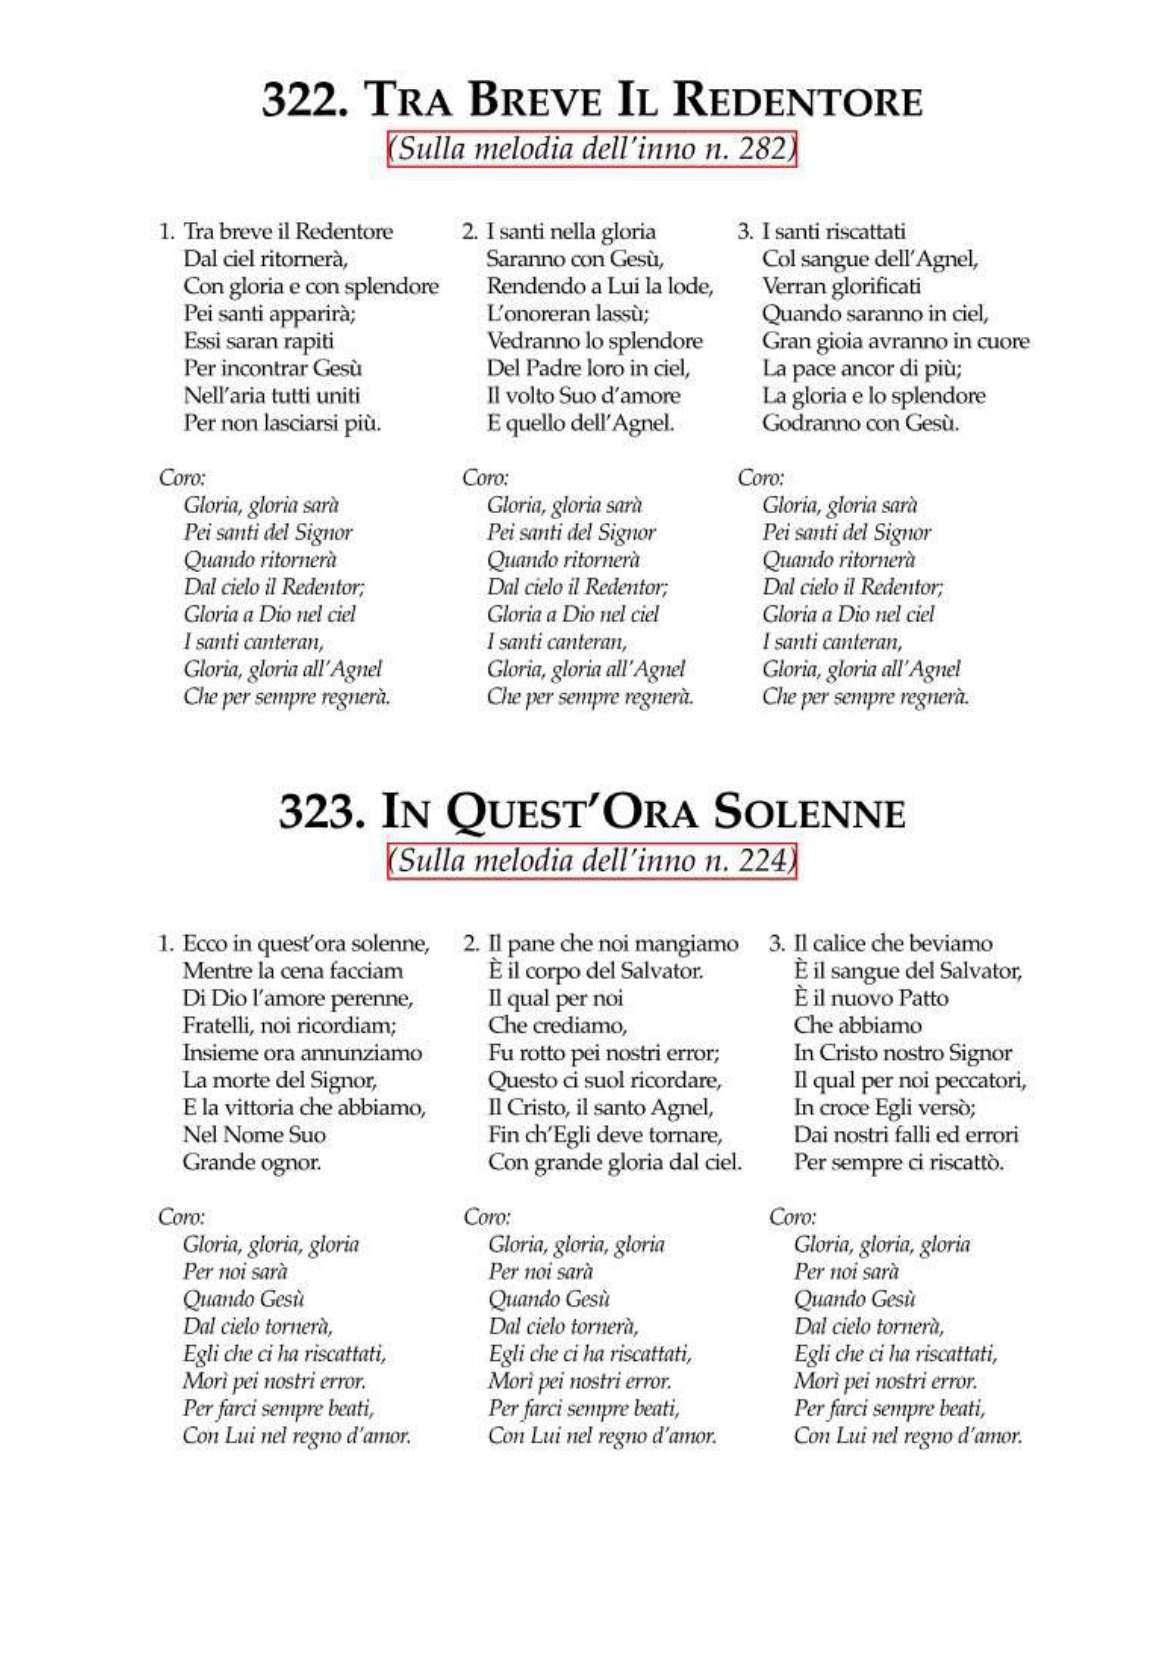 322. Tra Breve Il Redentore
(Sulla melodia dell'inno n. 282)
1. Tra breve il Redentore
Dal ciel ritornerà,
Con gloria e con splendore
Pei santi apparirà;
Essi saran rapiti
Per incontrar Gesù
Nell'aria tutti uniti
Per non lasciarsi più.
Coro:
Gloria, gloria sarà
Pei santi del Signor
Quando ritornerà
Dal cielo il Redentor;
Gloria a Dio nel ciel
I santi canteran,
Gloria, gloria all'Agnel
Che per sempre regnerà.
2. I santi nella gloria
Saranno con Gesù,
Rendendo a Lui la lode,
L'onoreran lassù;
Vedranno lo splendore
Del Padre loro in ciel,
Il volto Suo d'amore
E quello dell'Agnel.
Coro:
Gloria, gloria sarà
Pei santi del Signor
Quando ritornerà
Dal cielo il Redentor;
Gloria a Dio nel ciel
I santi canteran,
Gloria, gloria all'Agnel
Che per sempre regnerà.
3. I santi riscattati
Col sangue dell'Agnel,
Verran glorificati
Quando saranno in ciel,
Gran gioia avranno in cuore
La pace ancor di più;
La gloria e lo splendore
Godranno con Gesù.
Coro:
Gloria, gloria sarà
Pei santi del Signor
Quando ritornerà
Dal cielo il Redentor;
Gloria a Dio nel ciel
I santi canteran,
Gloria, gloria all'Agnel
Che per sempre regnerà.
323. In Quest'Ora Solenne
(Sulla melodia dell'inno n. 224)
1. Ecco in quest'ora solenne,
Mentre la cena facciam
Di Dio l'amore perenne,
Fratelli, noi ricordiam;
Insieme ora annunziamo
La morte del Signor,
E la vittoria che abbiamo,
Nel Nome Suo
Grande ognor.
Coro:
Gloria, gloria, gloria
Per noi sarà
Quando Gesù
Dal cielo tornerà,
Egli che ci ha riscattati,
Morì pei nostri error.
Per farci sempre beati,
Con Lui nel regno d'amor.
2. Il pane che noi mangiamo
È il corpo del Salvator.
Il qual per noi
Che crediamo,
Fu rotto pei nostri error;
Questo ci suol ricordare,
Il Cristo, il santo Agnel,
Fin ch'Egli deve tornare,
Con grande gloria dal ciel.
Coro:
Gloria, gloria, gloria
Per noi sarà
Quando Gesù
Dal cielo tornerà,
Egli che ci ha riscattati,
Morì pei nostri error.
Per farci sempre beati,
Con Lui nel regno d'amor.
3. Il calice che beviamo
È il sangue del Salvator,
È il nuovo Patto
Che abbiamo
In Cristo nostro Signor
Il qual per noi peccatori,
In croce Egli versò;
Dai nostri falli ed errori
Per sempre ci riscattò.
Coro:
Gloria, gloria, gloria
Per noi sarà
Quando Gesù
Dal cielo tornerà,
Egli che ci ha riscattati,
Morì pei nostri error.
Per farci sempre beati,
Con Lui nel regno d'amor.